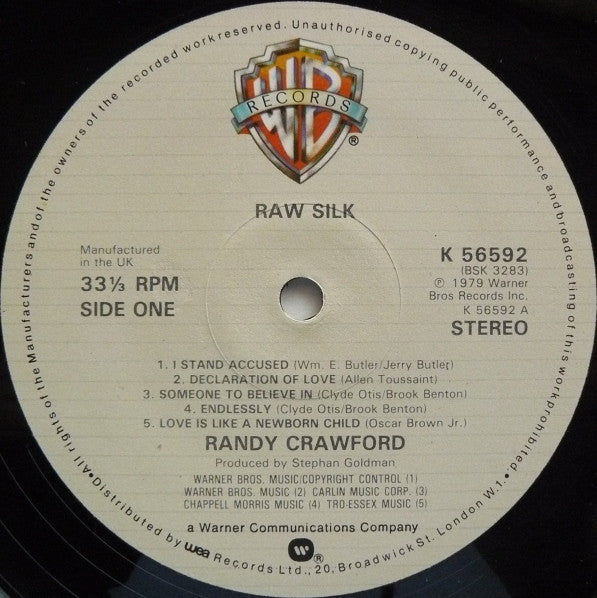 All rights of the Manufacturers and of the owners of the recorded work reserved. Unauthorised copying public performance and broadcasting of this work prohibited.
WB
RECORDS
®
RAW SILK
Manufactured
in the UK
33⅓ RPM
SIDE ONE
K 56592
(BSK 3283)
℗ 1979 Warner
Bros Records Inc.
K 56592 A
STEREO
1. I STAND ACCUSED (Wm. E. Butler/Jerry Butler)
2. DECLARATION OF LOVE (Allen Toussaint)
3. SOMEONE TO BELIEVE IN (Clyde Otis/Brook Benton)
4. ENDLESSLY (Clyde Otis/Brook Benton)
5. LOVE IS LIKE A NEWBORN CHILD (Oscar Brown Jr.)
RANDY CRAWFORD
Produced by Stephan Goldman
WARNER BROS. MUSIC/COPYRIGHT CONTROL (1)
WARNER BROS. MUSIC (2) CARLIN MUSIC CORP. (3)
CHAPPELL MORRIS MUSIC (4) TRO-ESSEX MUSIC (5)
a Warner Communications Company
®
•Distributed by wea Records Ltd., 20, Broadwick St. London W.1.•